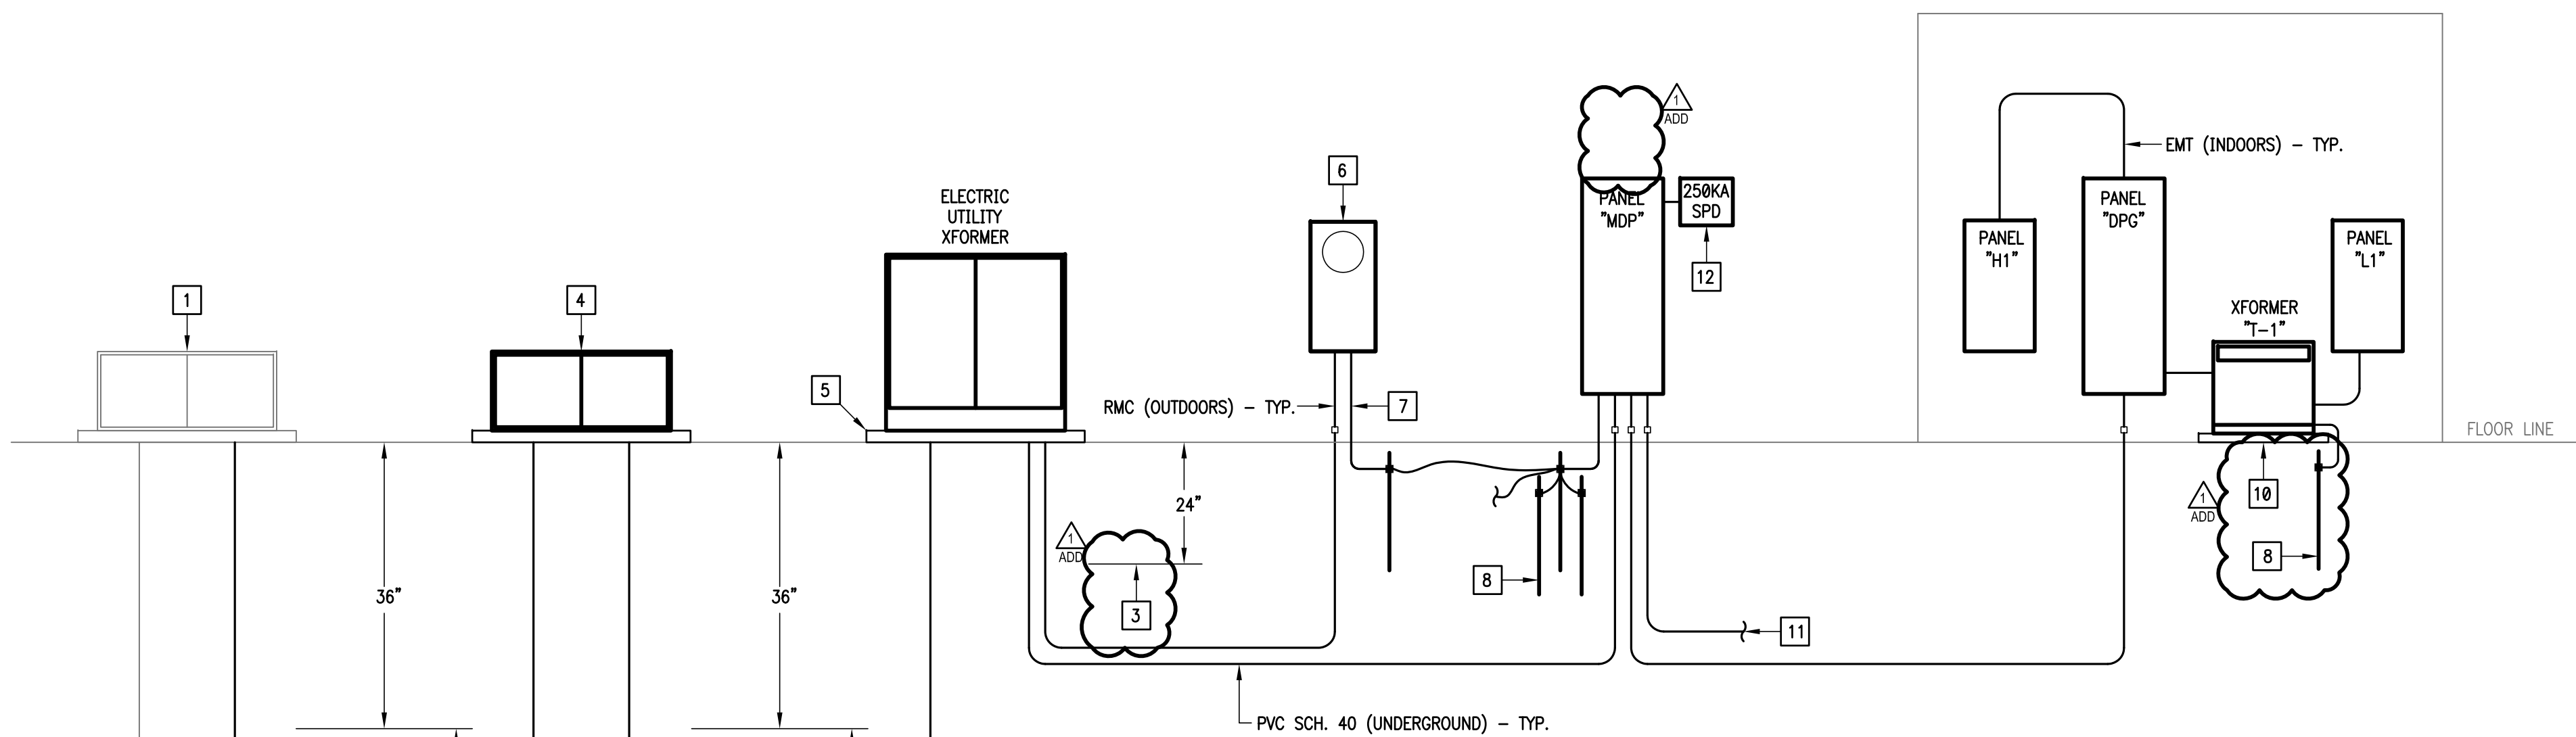 1
4
5
ELECTRIC
UTILITY
XFORMER
6
RMC (OUTDOORS) – TYP.
7
1
ADD
PANEL
"MDP"
250KA
SPD
12
EMT (INDOORS) – TYP.
PANEL
"H1"
PANEL
"DPG"
PANEL
"L1"
XFORMER
"T-1"
FLOOR LINE
36"
36"
24"
1
ADD
3
8
11
1
ADD
10
8
PVC SCH. 40 (UNDERGROUND) – TYP.